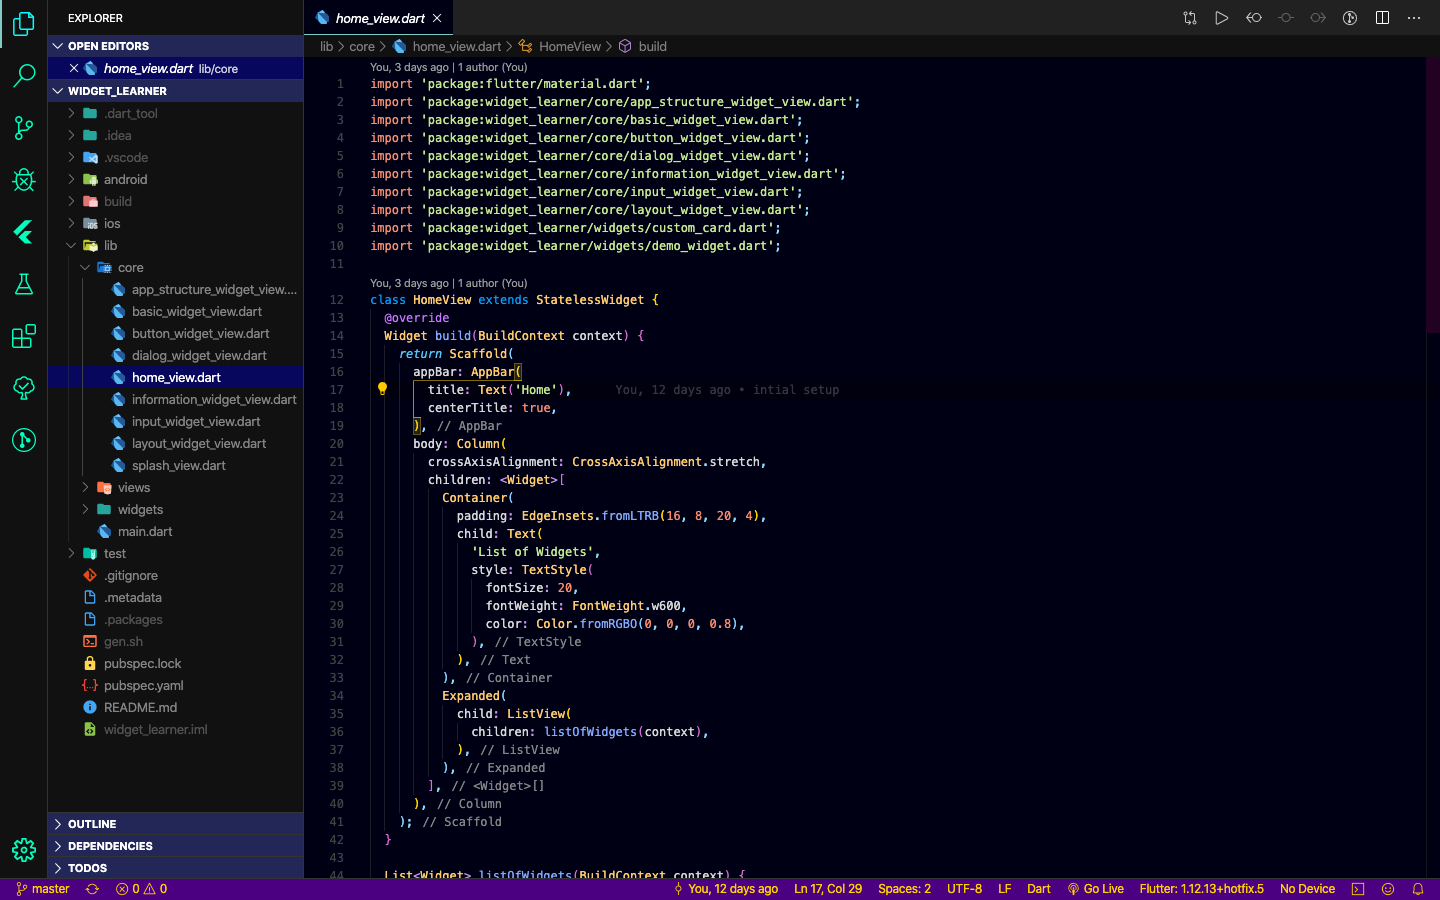 EXPLORER
OPEN EDITORS
home_view.dart lib/core
WIDGET_LEARNER
.dart_tool
.idea
.vscode
android
build
ios
lib
core
app_structure_widget_view....
basic_widget_view.dart
button_widget_view.dart
dialog_widget_view.dart
home_view.dart
information_widget_view.dart
input_widget_view.dart
layout_widget_view.dart
splash_view.dart
views
widgets
main.dart
test
.gitignore
.metadata
.packages
gen.sh
pubspec.lock
pubspec.yaml
README.md
widget_learner.iml
OUTLINE
DEPENDENCIES
TODOS
home_view.dart
lib > core > home_view.dart > HomeView > build
You, 3 days ago | 1 author (You)
1 import 'package:flutter/material.dart';
2 import 'package:widget_learner/core/app_structure_widget_view.dart';
3 import 'package:widget_learner/core/basic_widget_view.dart';
4 import 'package:widget_learner/core/button_widget_view.dart';
5 import 'package:widget_learner/core/dialog_widget_view.dart';
6 import 'package:widget_learner/core/information_widget_view.dart';
7 import 'package:widget_learner/core/input_widget_view.dart';
8 import 'package:widget_learner/core/layout_widget_view.dart';
9 import 'package:widget_learner/widgets/custom_card.dart';
10 import 'package:widget_learner/widgets/demo_widget.dart';
11
You, 3 days ago | 1 author (You)
12 class HomeView extends StatelessWidget {
13 @override
14 Widget build(BuildContext context) {
15 return Scaffold(
16 appBar: AppBar(
17 title: Text('Home'), You, 12 days ago • intial setup
18 centerTitle: true,
19 ), // AppBar
20 body: Column(
21 crossAxisAlignment: CrossAxisAlignment.stretch,
22 children: <Widget>[
23 Container(
24 padding: EdgeInsets.fromLTRB(16, 8, 20, 4),
25 child: Text(
26 'List of Widgets',
27 style: TextStyle(
28 fontSize: 20,
29 fontWeight: FontWeight.w600,
30 color: Color.fromRGBO(0, 0, 0, 0.8),
31 ), // TextStyle
32 ), // Text
33 ), // Container
34 Expanded(
35 child: ListView(
36 children: listOfWidgets(context),
37 ), // ListView
38 ), // Expanded
39 ], // <Widget>[]
40 ), // Column
41 ); // Scaffold
42 }
43
44 List<Widget> listOfWidgets(BuildContext context) {
master 0 0 You, 12 days ago Ln 17, Col 29 Spaces: 2 UTF-8 LF Dart Go Live Flutter: 1.12.13+hotfix.5 No Device